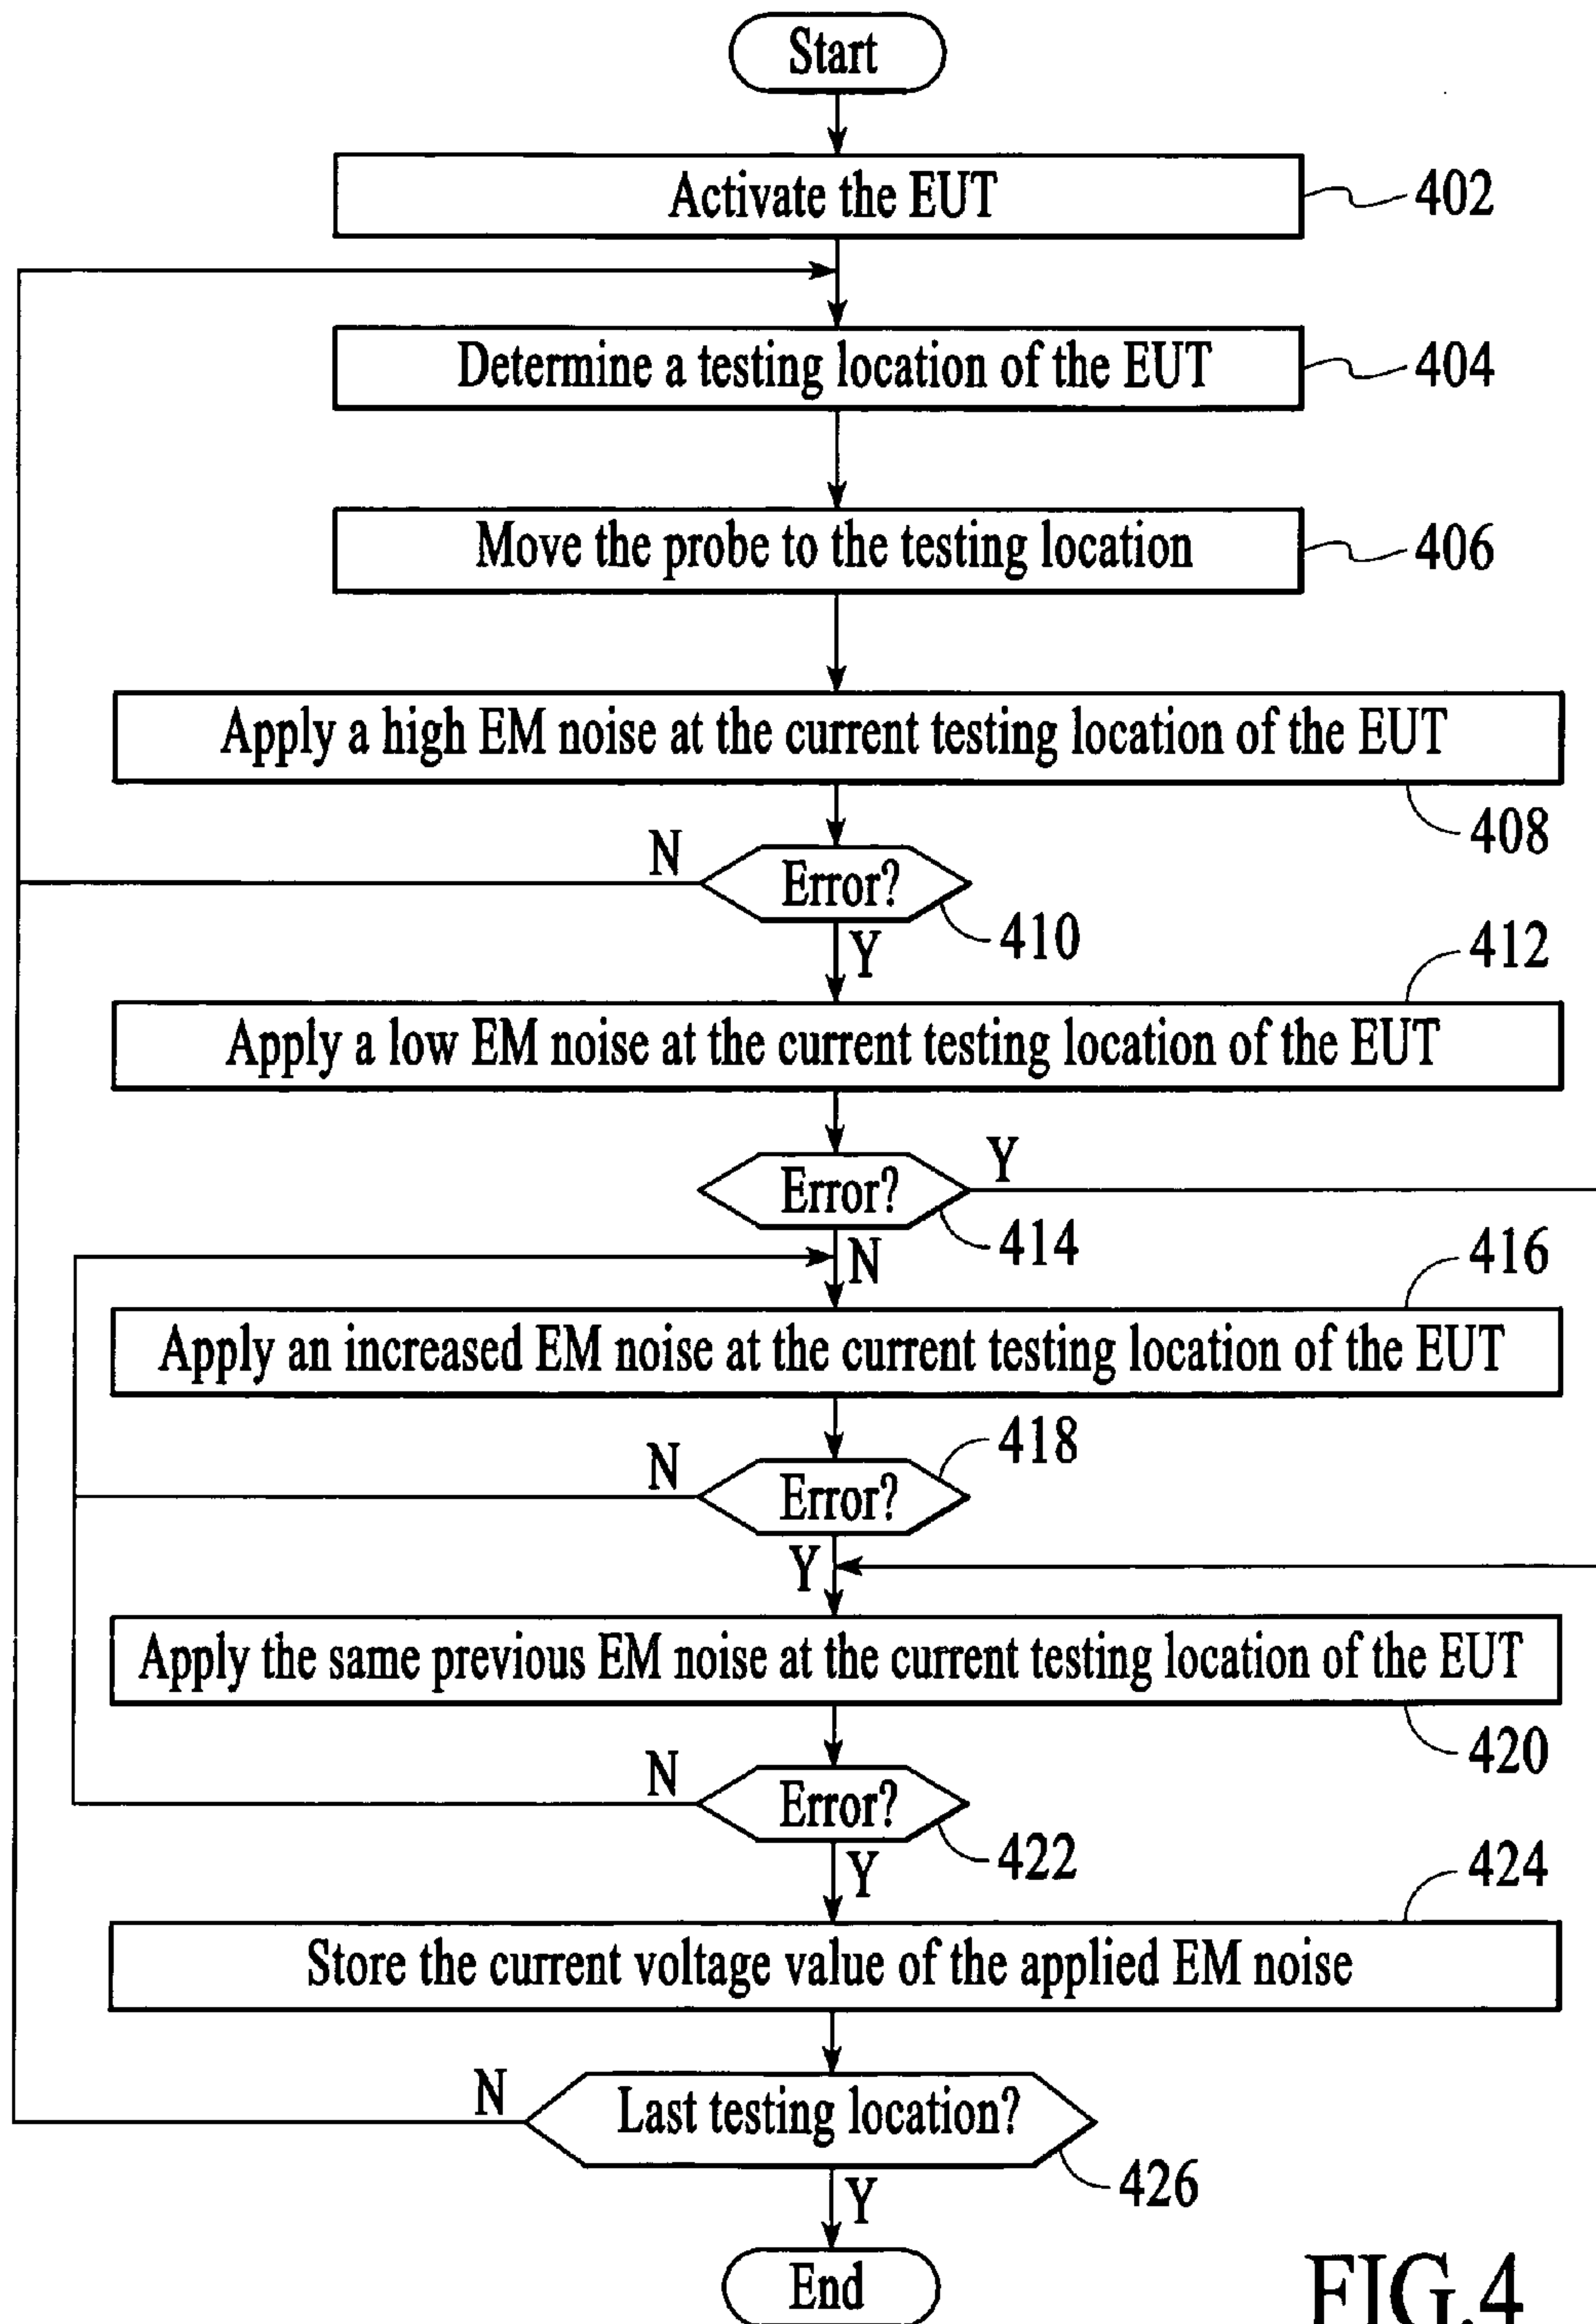 Start
Activate the EUT
402
Determine a testing location of the EUT
404
Move the probe to the testing location
406
Apply a high EM noise at the current testing location of the EUT
408
N
Error?
410
Y
412
Apply a low EM noise at the current testing location of the EUT
Y
Error?
414
N
416
Apply an increased EM noise at the current testing location of the EUT
418
N
Error?
Y
Apply the same previous EM noise at the current testing location of the EUT
420
N
Error?
422
Y
424
Store the current voltage value of the applied EM noise
N
Last testing location?
426
Y
End
FIG.4